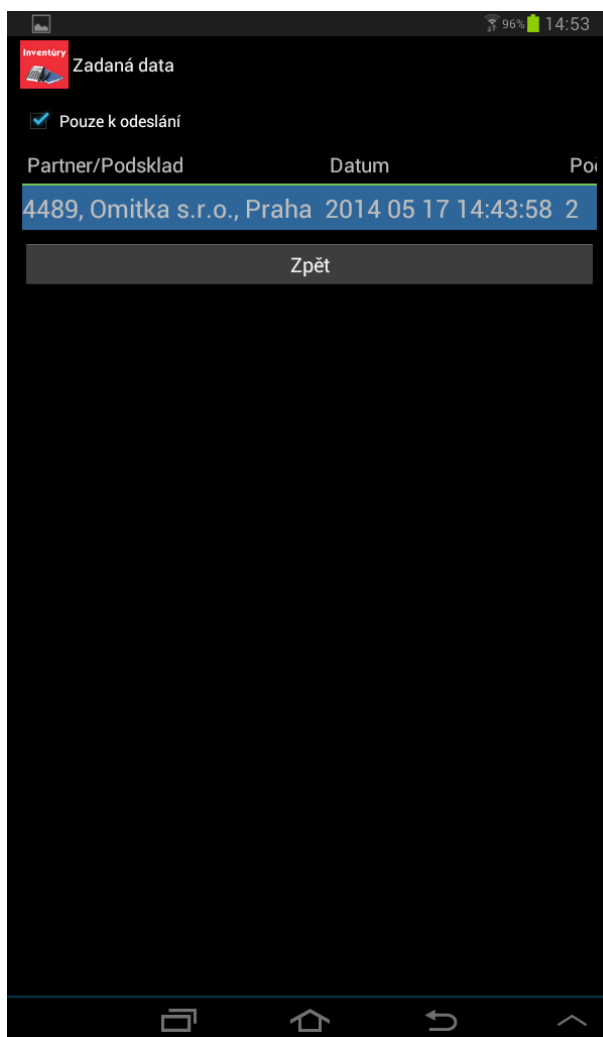 96% 14:53
Inventúry
Zadaná data
Pouze k odeslání
Partner/Podsklad Datum
4489, Omitka s.r.o., Praha 2014 05 17 14:43:58 2
Zpět